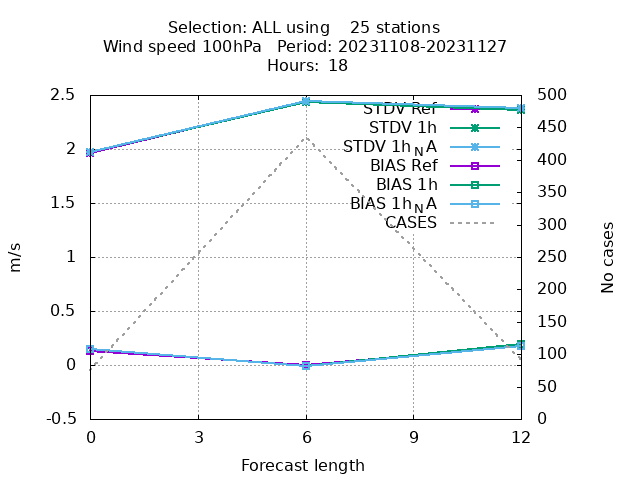 Selection: ALL using    25 stations
Wind speed 100hPa   Period: 20231108-20231127
Hours:  18
2.5
2
1.5
1
0.5
0
-0.5
500
450
400
350
300
250
200
150
100
50
0
0 3 6 9 12
m/s
No cases
Forecast length
STDV Ref
STDV 1h
STDV 1h_NA
BIAS Ref
BIAS 1h
BIAS 1h_NA
CASES